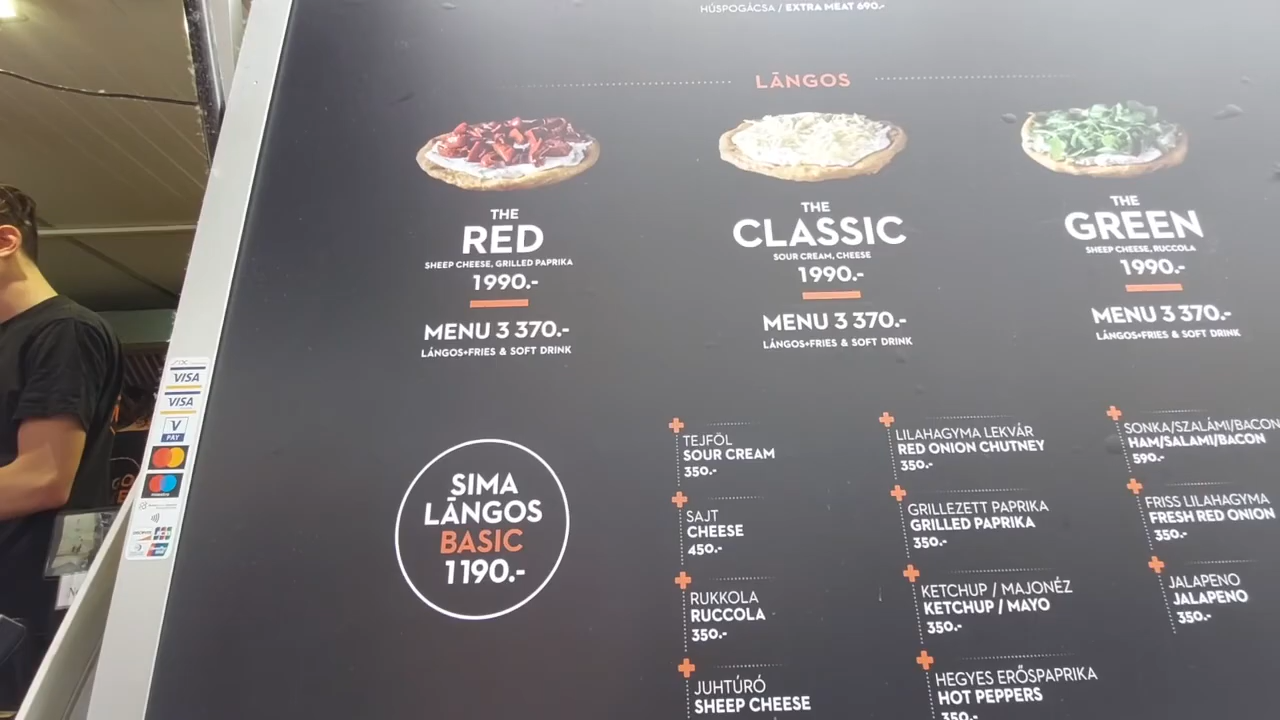 HÚSPOGÁCSA / EXTRA MEAT 690.-
LĀNGOS
THE
RED
SHEEP CHEESE, GRILLED PAPRIKA
1990.-
MENU 3 370.-
LÁNGOS+FRIES & SOFT DRINK
THE
CLASSIC
SOUR CREAM, CHEESE
1990.-
MENU 3 370.-
LÁNGOS+FRIES & SOFT DRINK
THE
GREEN
SHEEP CHEESE, RUCCOLA
1990.-
MENU 3 370.-
LÁNGOS+FRIES & SOFT DRINK
SIMA
LĀNGOS
BASIC
1190.-
TEJFÖL
SOUR CREAM
350.-
SAJT
CHEESE
450.-
RUKKOLA
RUCCOLA
350.-
JUHTÚRÓ
SHEEP CHEESE
LILAHAGYMA LEKVÁR
RED ONION CHUTNEY
350.-
GRILLEZETT PAPRIKA
GRILLED PAPRIKA
350.-
KETCHUP / MAJONÉZ
KETCHUP / MAYO
350.-
HEGYES ERŐSPAPRIKA
HOT PEPPERS
350.-
SONKA/SZALÁMI/BACON
HAM/SALAMI/BACON
590.-
FRISS LILAHAGYMA
FRESH RED ONION
350.-
JALAPENO
JALAPENO
350.-
VISA
VISA
V
PAY